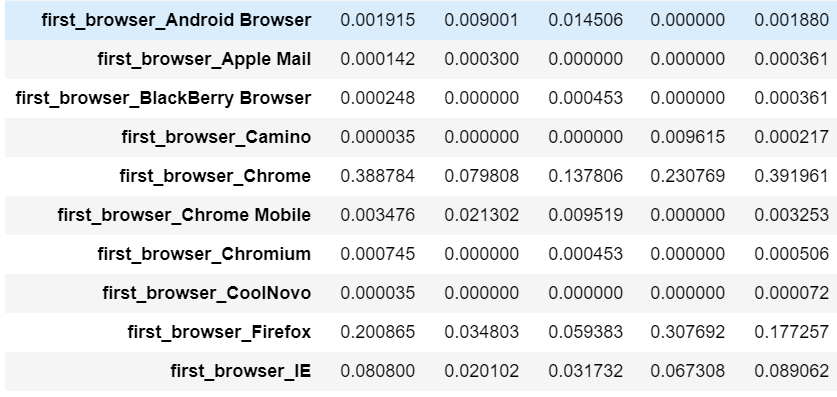 first_browser_Android Browser 0.001915 0.009001 0.014506 0.000000 0.001880
first_browser_Apple Mail 0.000142 0.000300 0.000000 0.000000 0.000361
first_browser_BlackBerry Browser 0.000248 0.000000 0.000453 0.000000 0.000361
first_browser_Camino 0.000035 0.000000 0.000000 0.009615 0.000217
first_browser_Chrome 0.388784 0.079808 0.137806 0.230769 0.391961
first_browser_Chrome Mobile 0.003476 0.021302 0.009519 0.000000 0.003253
first_browser_Chromium 0.000745 0.000000 0.000453 0.000000 0.000506
first_browser_CoolNovo 0.000035 0.000000 0.000000 0.000000 0.000072
first_browser_Firefox 0.200865 0.034803 0.059383 0.307692 0.177257
first_browser_IE 0.080800 0.020102 0.031732 0.067308 0.089062